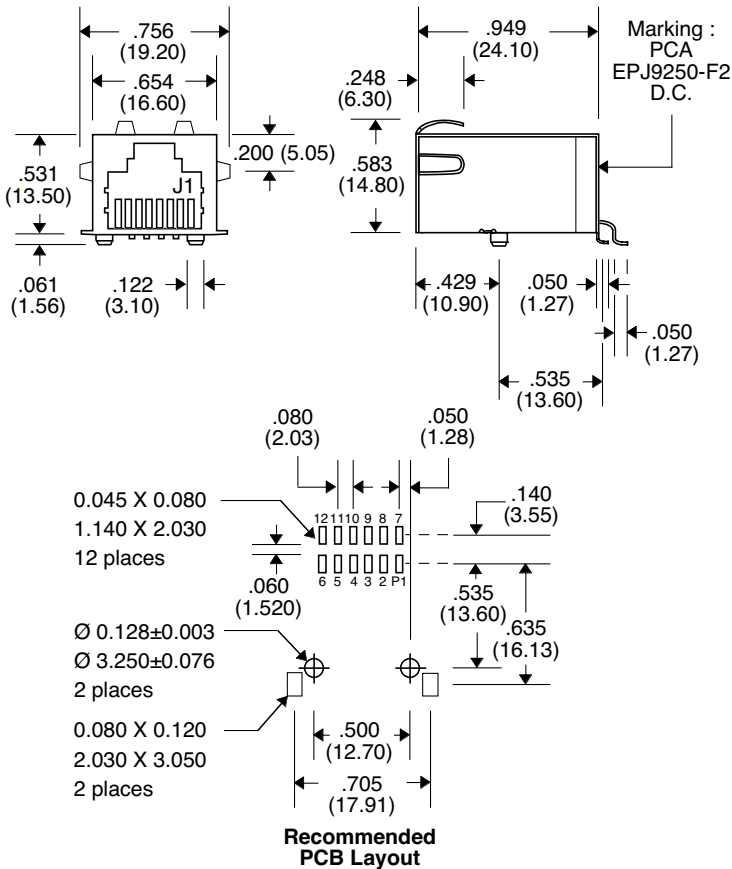 .756
(19.20)
.654
(16.60)
.531
(13.50)
J1
.200 (5.05)
.061
(1.56)
.122
(3.10)
.949
(24.10)
.248
(6.30)
.583
(14.80)
Marking :
PCA
EPJ9250-F2
D.C.
.429
(10.90)
.050
(1.27)
.050
(1.27)
.535
(13.60)
.080
(2.03)
.050
(1.28)
0.045 X 0.080
1.140 X 2.030
12 places
12 11 10 9 8 7
6 5 4 3 2 P1
.140
(3.55)
.060
(1.520)
.535
(13.60)
.635
(16.13)
Ø 0.128±0.003
Ø 3.250±0.076
2 places
0.080 X 0.120
2.030 X 3.050
2 places
.500
(12.70)
.705
(17.91)
Recommended
PCB Layout